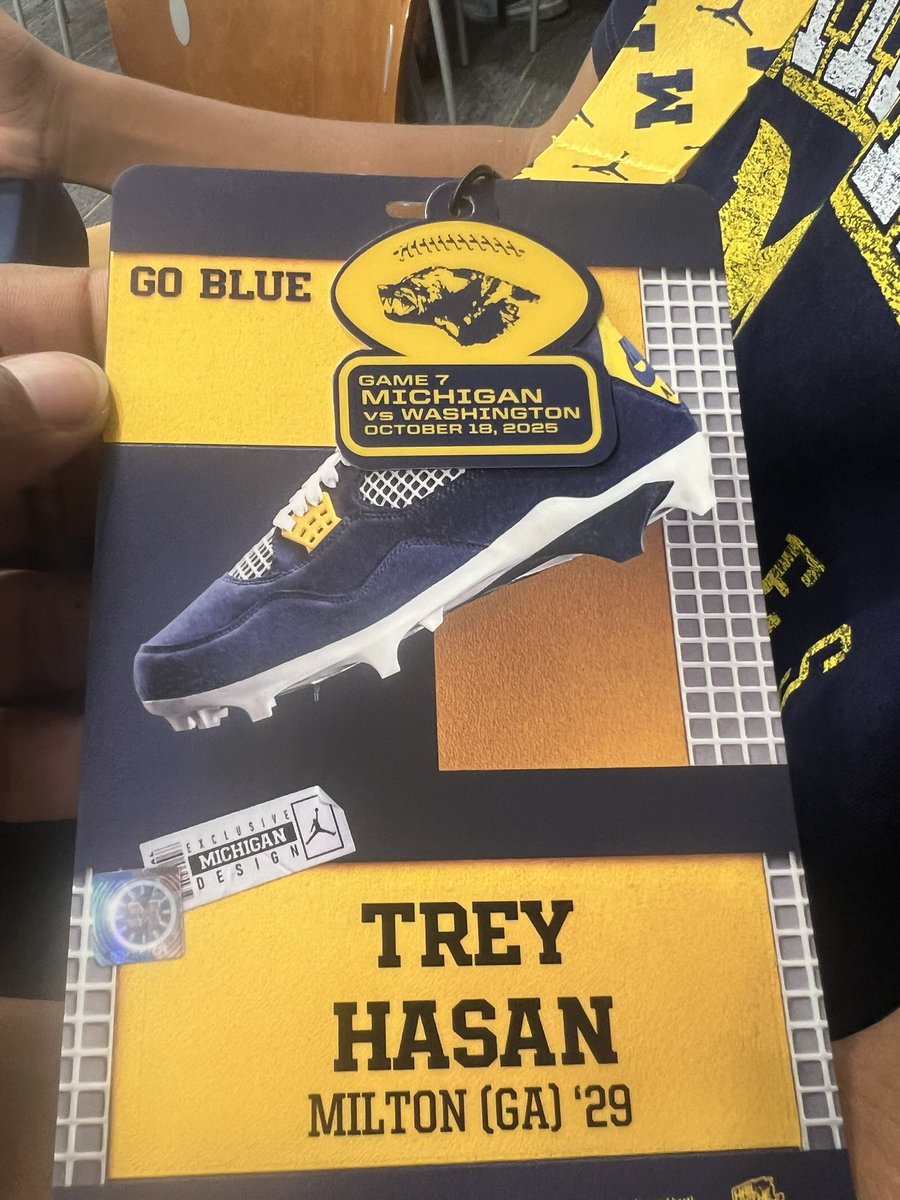 GO BLUE
GAME 7
MICHIGAN
VS WASHINGTON
OCTOBER 18, 2025
EXCLUSIVE
MICHIGAN
DESIGN
TREY
HASAN
MILTON (GA) '29